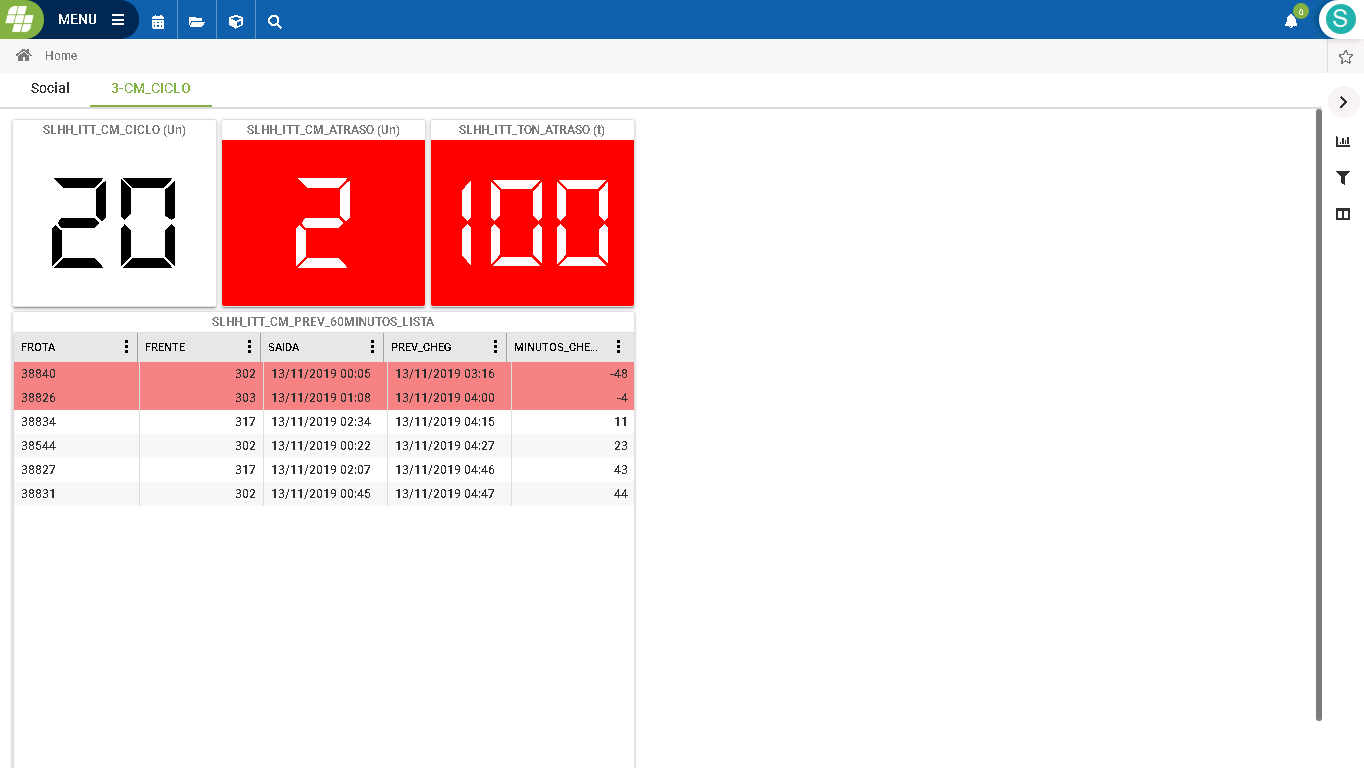 MENU
0
S
Home
Social 3-CM_CICLO
SLHH_ITT_CM_CICLO (Un) SLHH_ITT_CM_ATRASO (Un) SLHH_ITT_TON_ATRASO (t)
20 2 100
SLHH_ITT_CM_PREV_60MINUTOS_LISTA
FROTA FRENTE SAIDA PREV_CHEG MINUTOS_CHE...
38840 302 13/11/2019 00:05 13/11/2019 03:16 -48
38826 303 13/11/2019 01:08 13/11/2019 04:00 -4
38834 317 13/11/2019 02:34 13/11/2019 04:15 11
38544 302 13/11/2019 00:22 13/11/2019 04:27 23
38827 317 13/11/2019 02:07 13/11/2019 04:46 43
38831 302 13/11/2019 00:45 13/11/2019 04:47 44